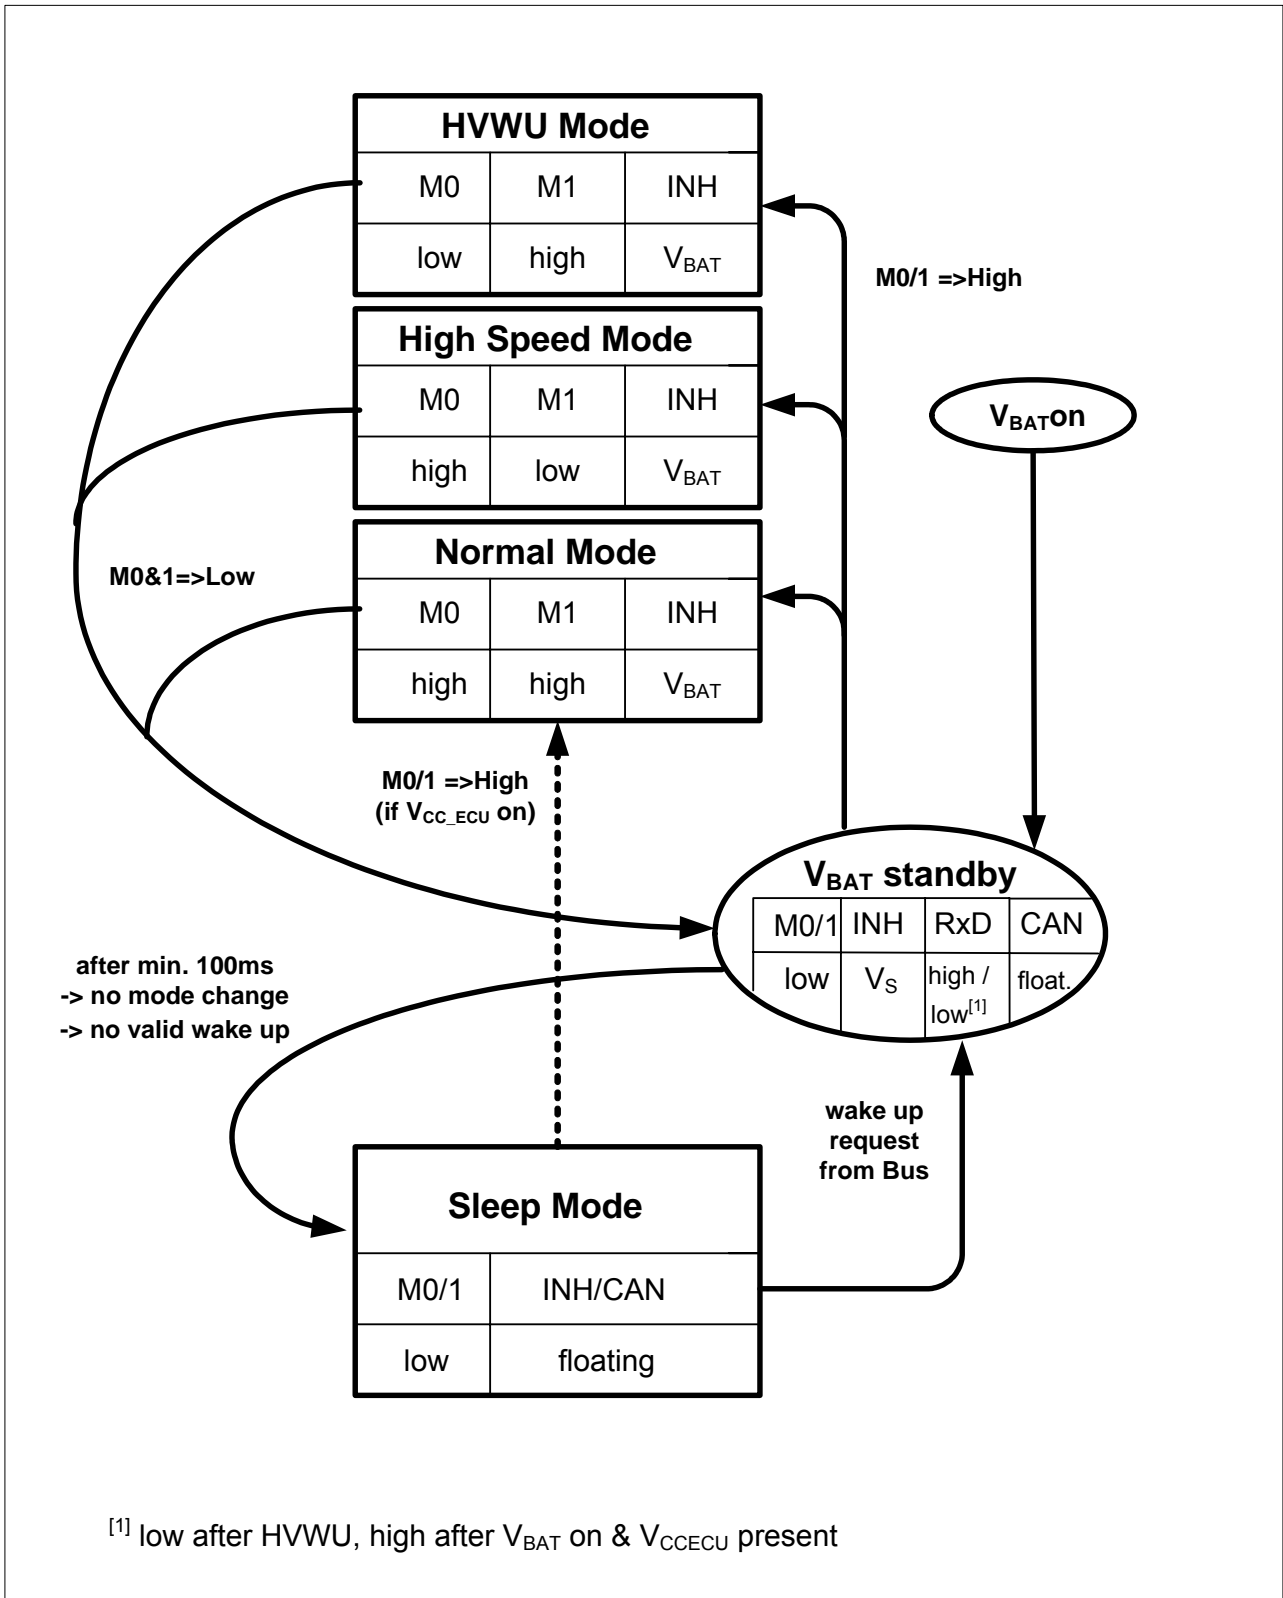 HVWU Mode
M0 M1 INH
low high VBAT
M0/1 =>High
High Speed Mode
M0 M1 INH
high low VBAT
VBATon
Normal Mode
M0&1=>Low
M0 M1 INH
high high VBAT
M0/1 =>High
(if VCC_ECU on)
VBAT standby
M0/1 INH RxD CAN
low VS high / float.
low[1]
after min. 100ms
-> no mode change
-> no valid wake up
wake up
request
from Bus
Sleep Mode
M0/1 INH/CAN
low floating
[1] low after HVWU, high after VBAT on & VCCECU present